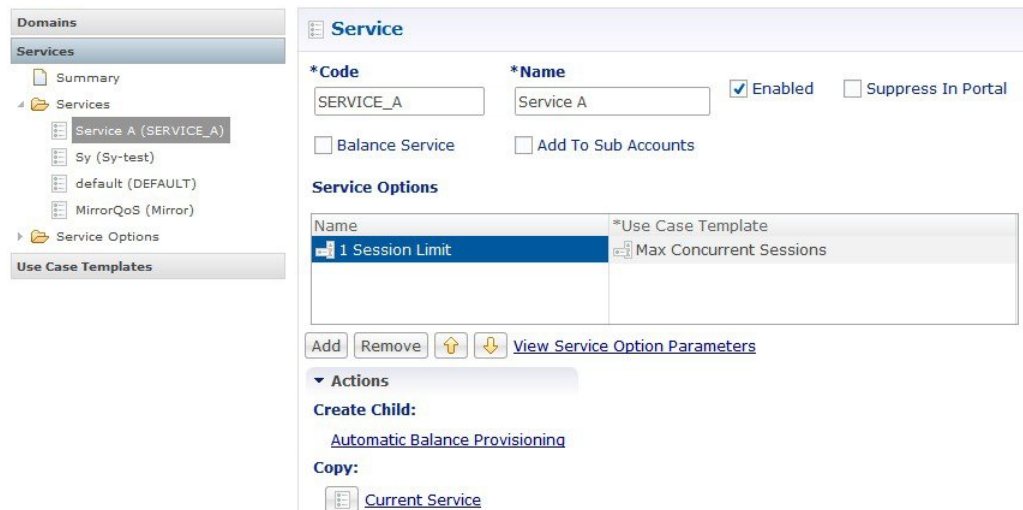 Domains
Services
Summary
Services
Service A (SERVICE_A)
Sy (Sy-test)
default (DEFAULT)
MirrorQoS (Mirror)
Service Options
Use Case Templates
Service
*Code
*Name
SERVICE_A
Service A
Enabled
Suppress In Portal
Balance Service
Add To Sub Accounts
Service Options
Name
*Use Case Template
1 Session Limit
Max Concurrent Sessions
Add
Remove
View Service Option Parameters
Actions
Create Child:
Automatic Balance Provisioning
Copy:
Current Service